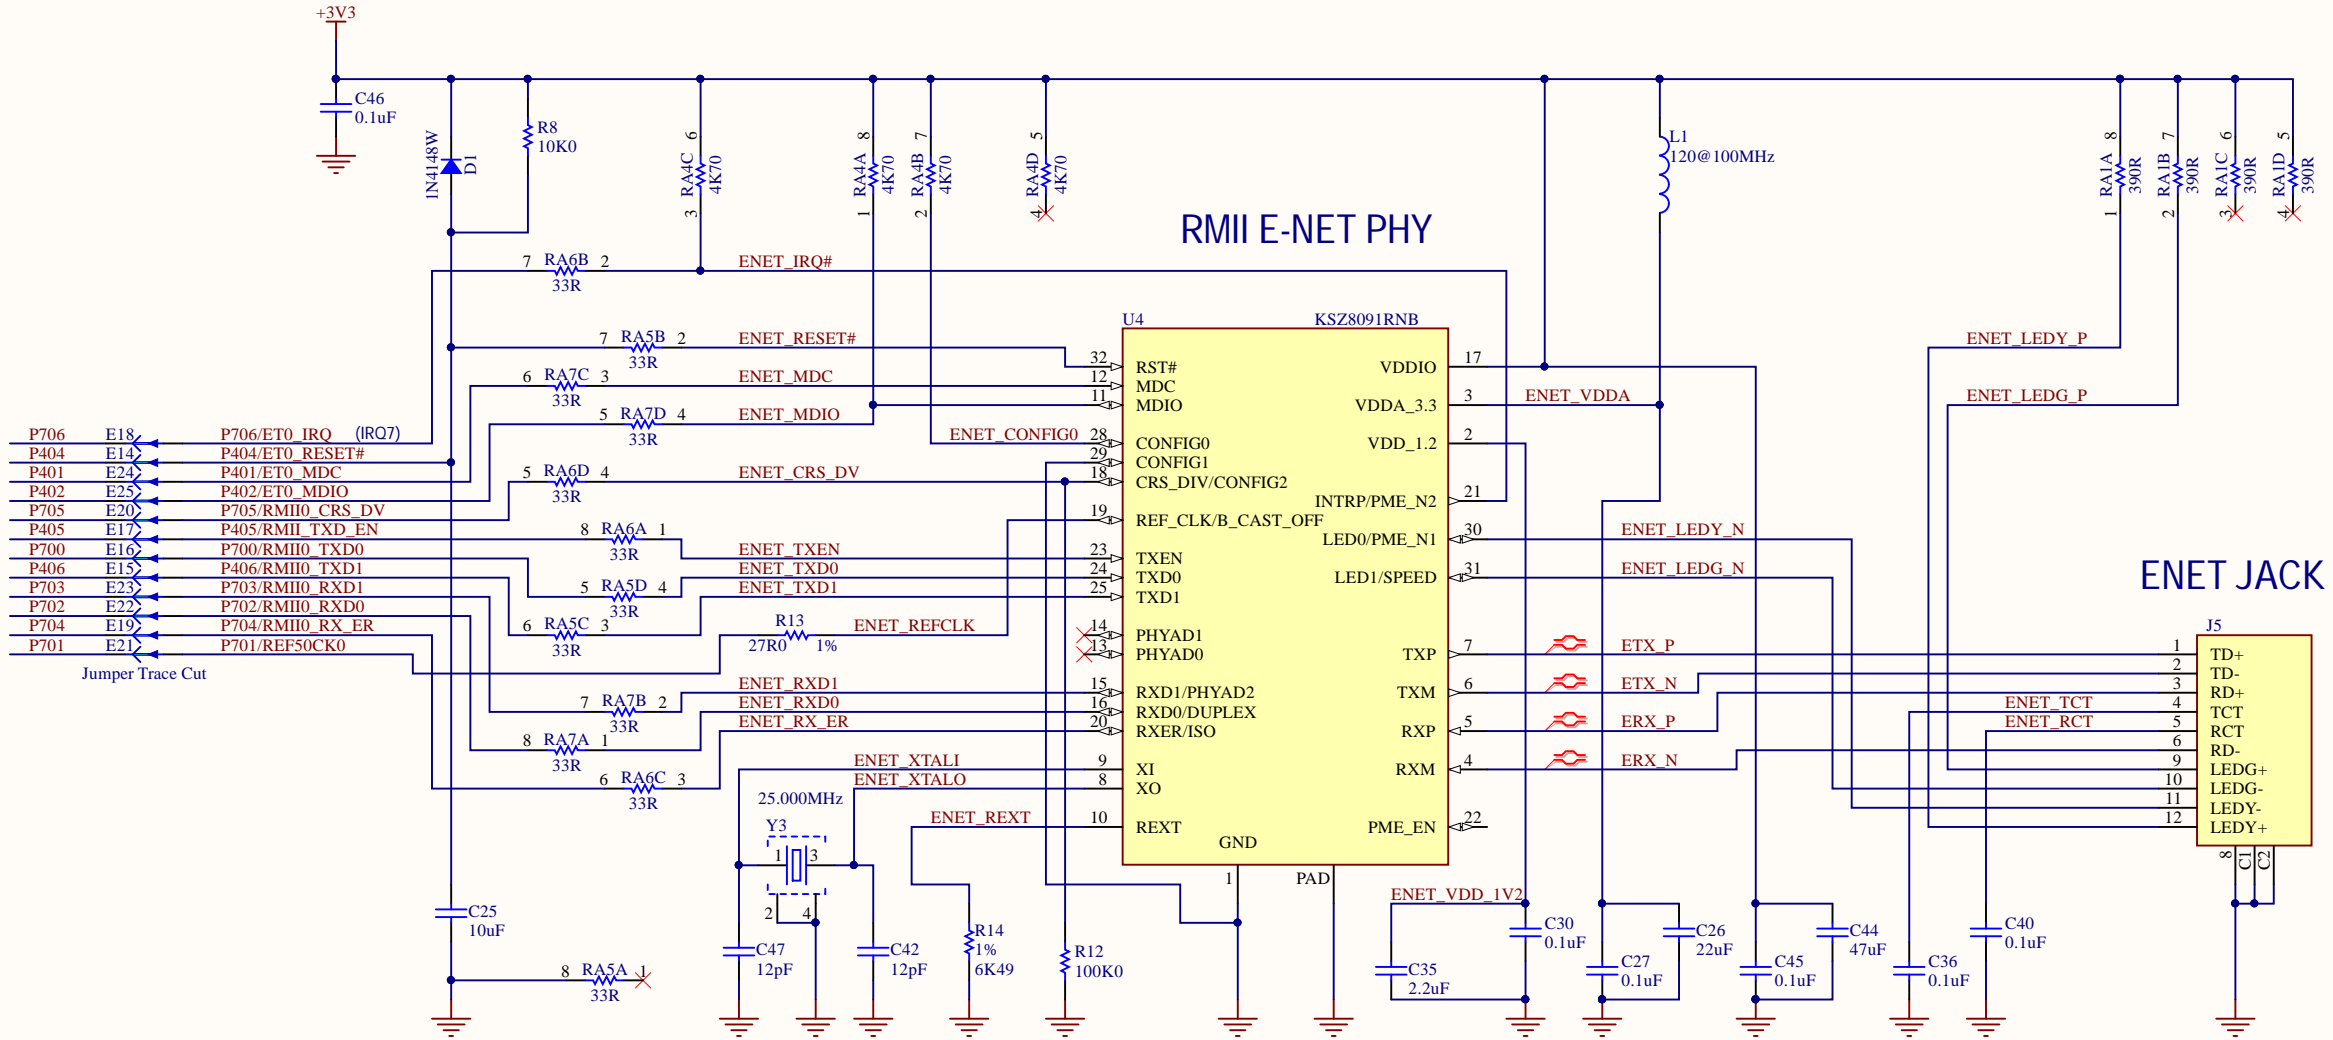 +3V3
C46
0.1uF
1N4148W
D1
R8
10K0
6
RA4C
4K70
3
8
RA4A
4K70
1
7
RA4B
4K70
2
5
RA4D
4K70
4
L1
120@100MHz
8
RA1A
390R
1
7
RA1B
390R
2
6
RA1C
390R
3
5
RA1D
390R
4
RMII E-NET PHY
7 RA6B 2 ENET_IRQ#
33R
7 RA5B 2 ENET_RESET#
33R
6 RA7C 3 ENET_MDC
33R
5 RA7D 4 ENET_MDIO
33R
ENET_CONFIG0
5 RA6D 4 ENET_CRS_DV
33R
8 RA6A 1 ENET_TXEN
33R
ENET_TXD0
5 RA5D 4 ENET_TXD1
33R
6 RA5C 3
33R
R13
27R0 1%
ENET_REFCLK
7 RA7B 2 ENET_RXD1
33R
ENET_RXD0
ENET_RX_ER
8 RA7A 1
33R
6 RA6C 3
33R
ENET_XTALI
ENET_XTALO
ENET_REXT
P706 E18 P706/ET0_IRQ (IRQ7)
P404 E14 P404/ET0_RESET#
P401 E24 P401/ET0_MDC
P402 E25 P402/ET0_MDIO
P705 E20 P705/RMII0_CRS_DV
P405 E17 P405/RMII_TXD_EN
P700 E16 P700/RMII0_TXD0
P406 E15 P406/RMII0_TXD1
P703 E23 P703/RMII0_RXD1
P702 E22 P702/RMII0_RXD0
P704 E19 P704/RMII0_RX_ER
P701 E21 P701/REF50CK0
Jumper Trace Cut
U4 KSZ8091RNB
32 RST#
12 MDC
11 MDIO
28 CONFIG0
29 CONFIG1
18 CRS_DIV/CONFIG2
19 REF_CLK/B_CAST_OFF
23 TXEN
24 TXD0
25 TXD1
14 PHYAD1
13 PHYAD0
15 RXD1/PHYAD2
16 RXD0/DUPLEX
20 RXER/ISO
9 XI
8 XO
10 REXT
GND
1
PAD
VDDIO 17
VDDA_3.3 3 ENET_VDDA
VDD_1.2 2
INTRP/PME_N2 21
LED0/PME_N1 30 ENET_LEDY_N
LED1/SPEED 31 ENET_LEDG_N
TXP 7 ETX_P
TXM 6 ETX_N
RXP 5 ERX_P
RXM 4 ERX_N
PME_EN 22
ENET_LEDY_P
ENET_LEDG_P
ENET JACK
J5
1 TD+
2 TD-
3 RD+
ENET_TCT 4 TCT
ENET_RCT 5 RCT
6 RD-
9 LEDG+
10 LEDG-
11 LEDY-
12 LEDY+
8
C1
C2
25.000MHz
Y3
1 3
2 4
C25
10uF
8 RA5A 1
33R
C47
12pF
C42
12pF
R14
1%
6K49
R12
100K0
ENET_VDD_1V2
C35
2.2uF
C30
0.1uF
C27
0.1uF
C26
22uF
C45
0.1uF
C44
47uF
C36
0.1uF
C40
0.1uF